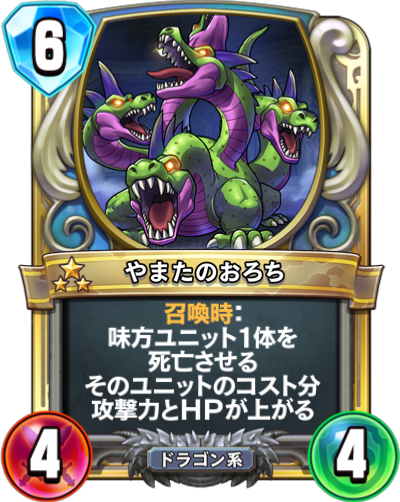 6
やまたのおろち
召喚時:
味方ユニット1体を
死亡させる
そのユニットのコスト分
攻撃力とHPが上がる
4
ドラゴン系
4